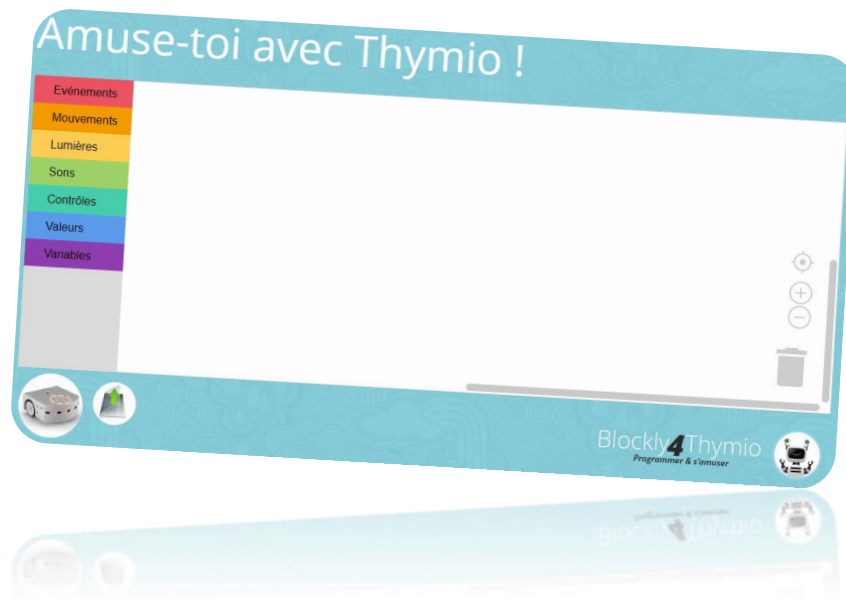 Amuse-toi avec Thymio !
Evénements
Mouvements
Lumières
Sons
Contrôles
Valeurs
Variables
Blockly4Thymio
Programmer & s'amuser